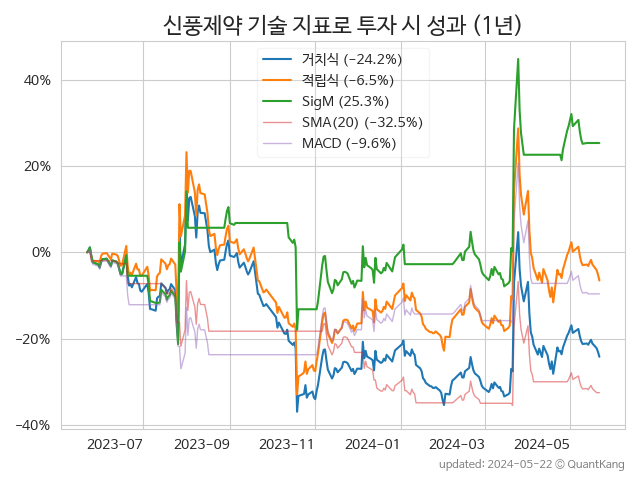 신풍제약 기술 지표로 투자 시 성과 (1년)
거치식 (−24.2%)
적립식 (−6.5%)
SigM (25.3%)
SMA(20) (−32.5%)
MACD (−9.6%)
40%
20%
0%
−20%
−40%
2023-07 2023-09 2023-11 2024-01 2024-03 2024-05
updated: 2024-05-22 © QuantKang